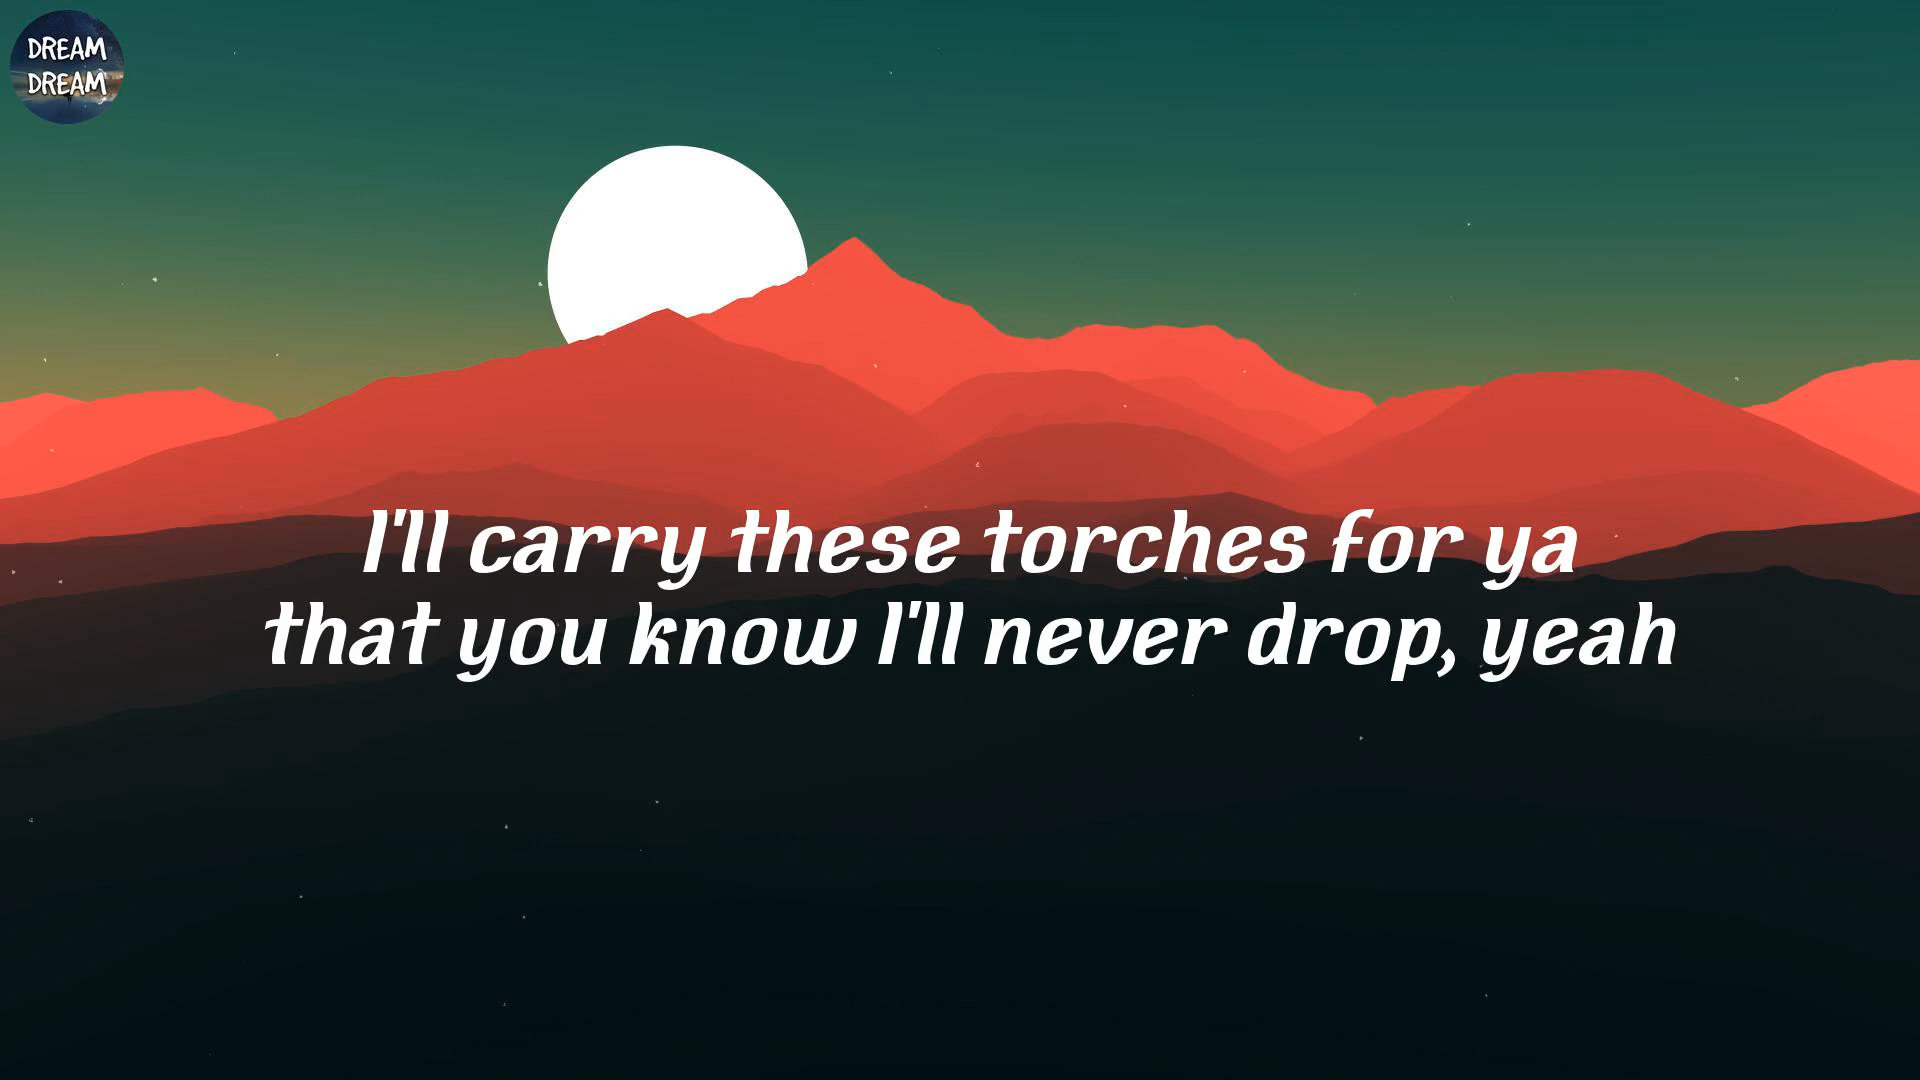 DREAM
DREAM
I'll carry these torches for ya
that you know I'll never drop, yeah